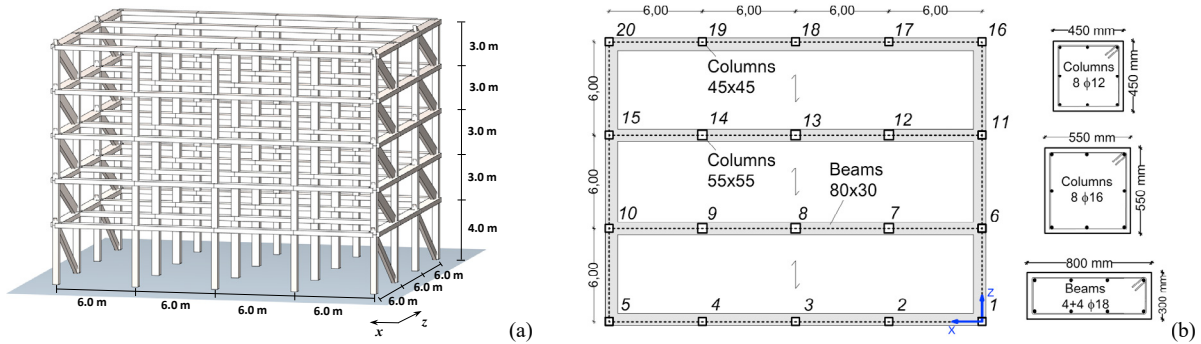 3.0 m
3.0 m
3.0 m
3.0 m
4.0 m
6.0 m
6.0 m
6.0 m
6.0 m
6.0 m
6.0 m
6.0 m
x
z
(a)
6,00 6,00 6,00 6,00
20 19 18 17 16
Columns
45x45
6,00
15 14 13 12 11
Columns
55x55
Beams
80x30
6,00
10 9 8 7 6
6,00
5 4 3 2 1
z
x
450 mm
Columns
8 ϕ12
450 mm
550 mm
Columns
8 ϕ16
550 mm
800 mm
Beams
4+4 ϕ18
300 mm
(b)